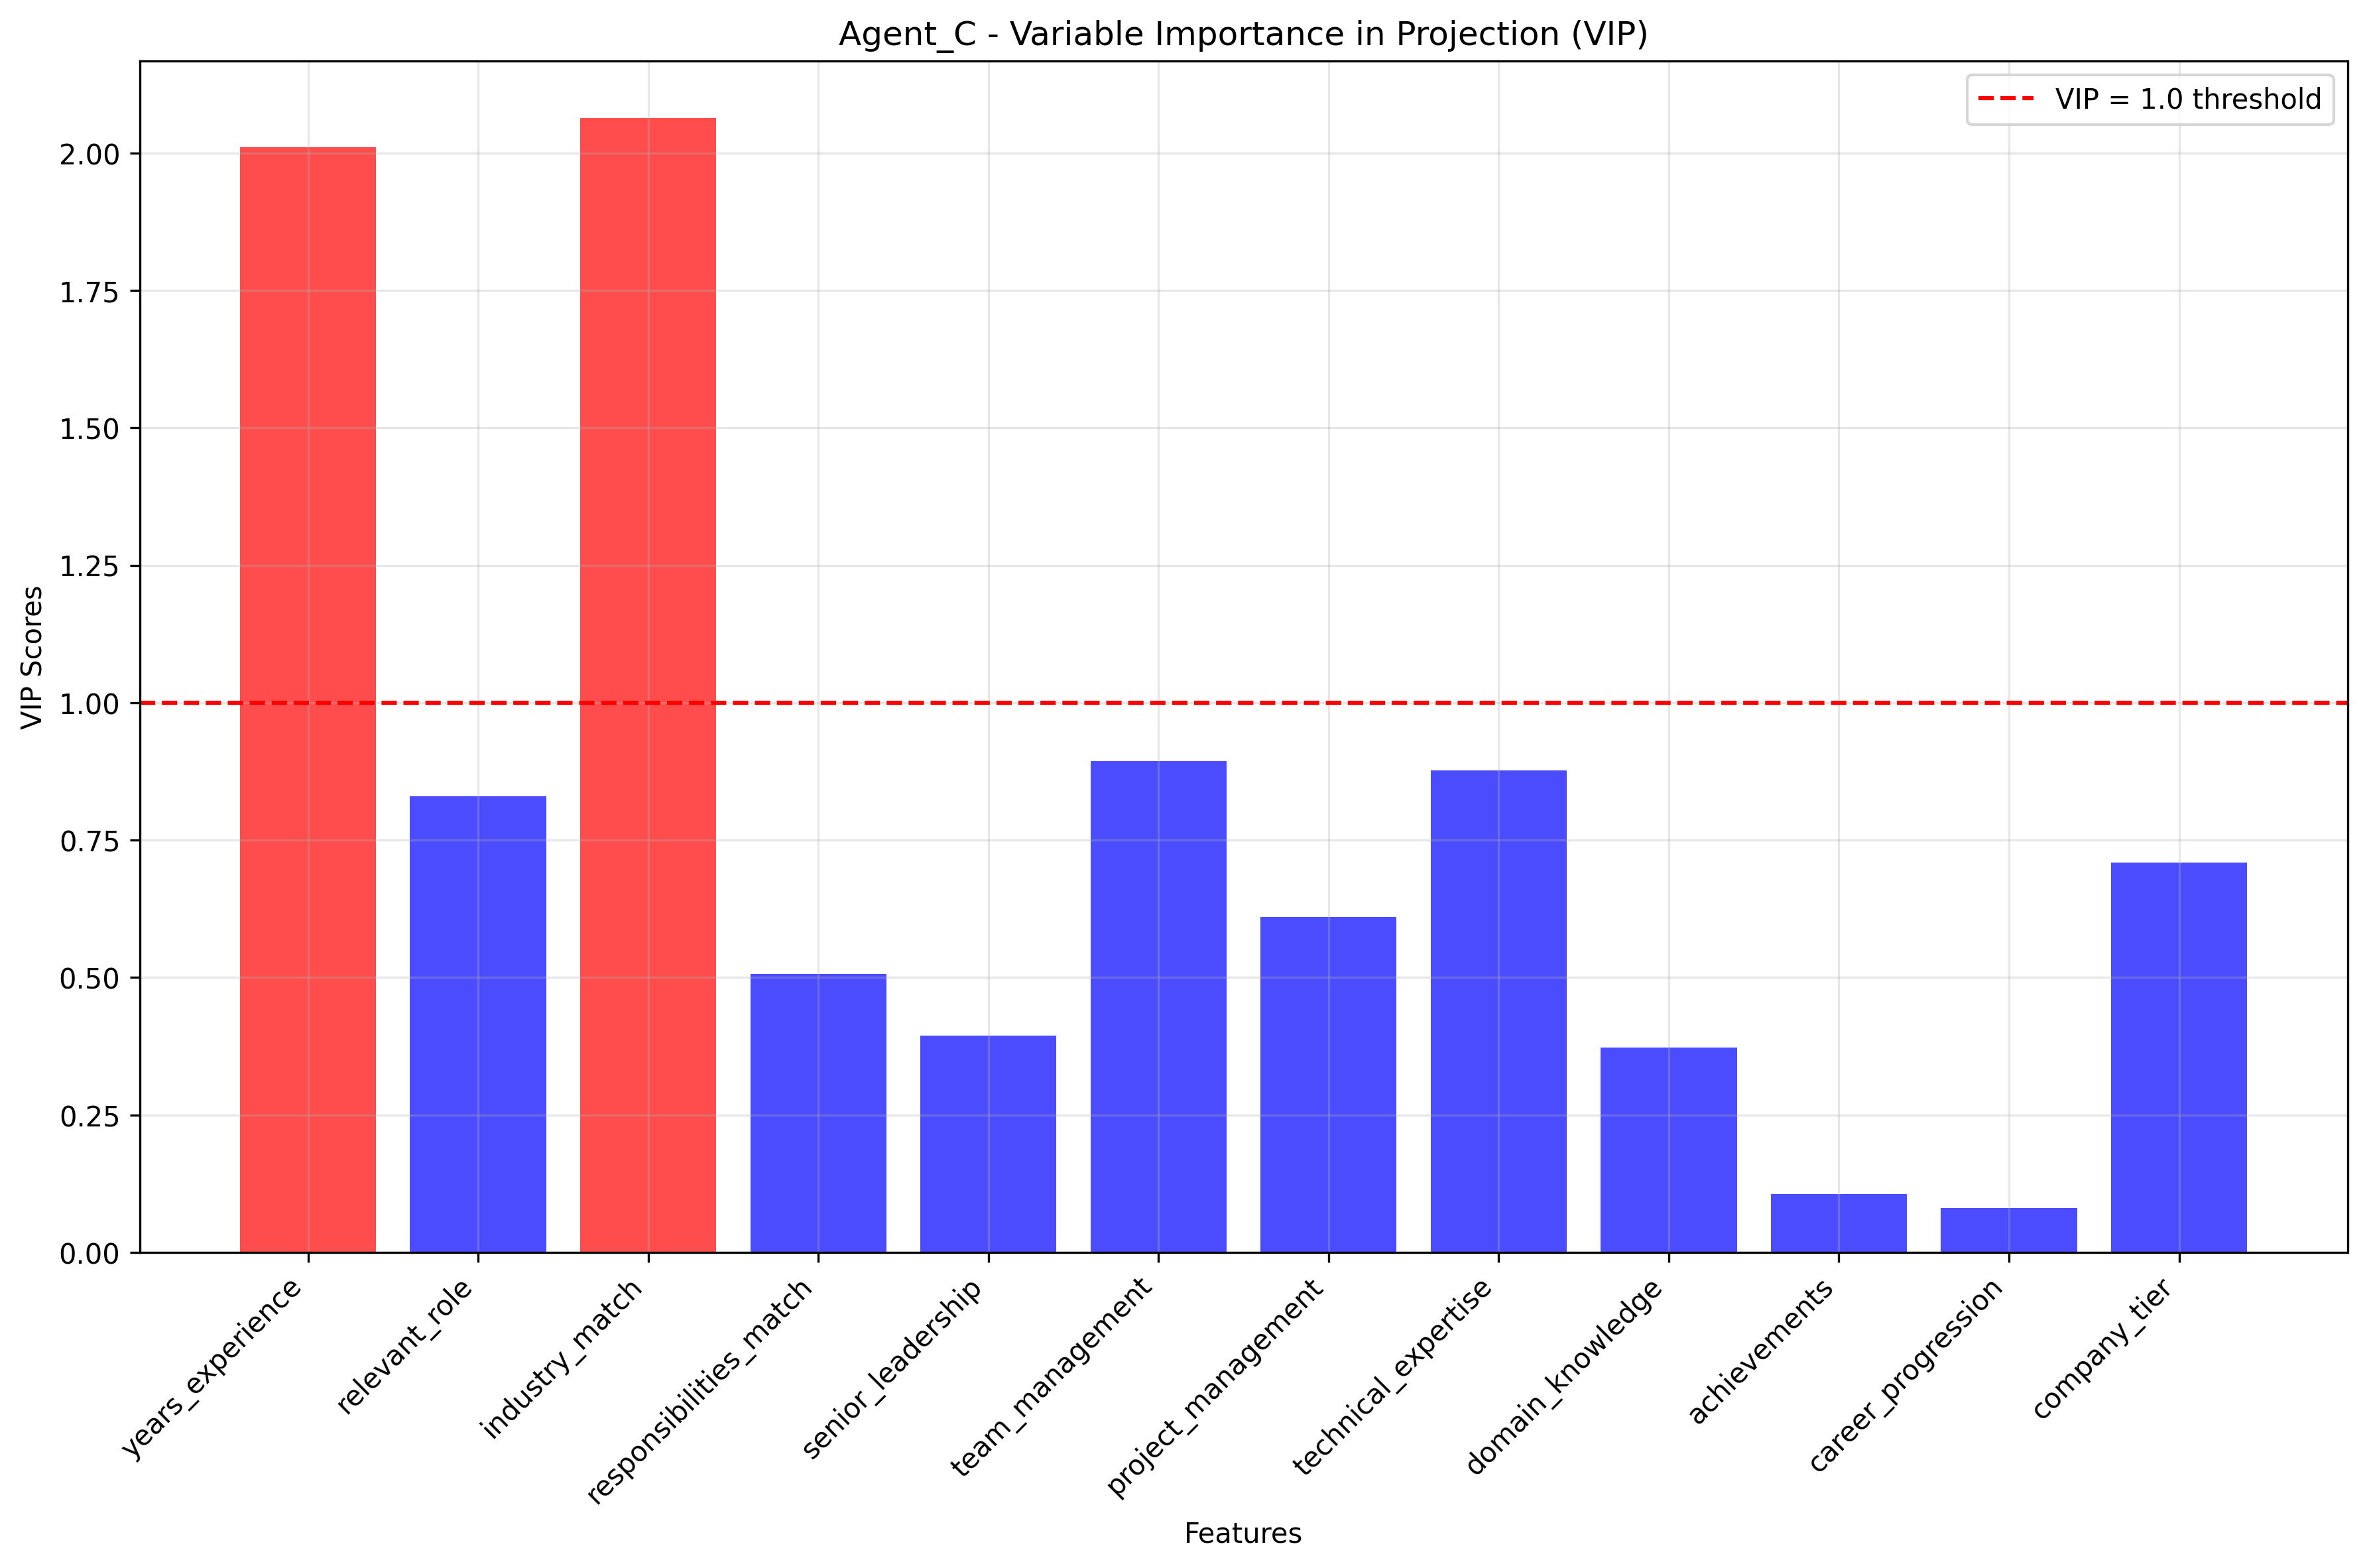 Agent_C - Variable Importance in Projection (VIP)
VIP = 1.0 threshold
VIP Scores
2.00
1.75
1.50
1.25
1.00
0.75
0.50
0.25
0.00
years_experience
relevant_role
industry_match
responsibilities_match
senior_leadership
team_management
project_management
technical_expertise
domain_knowledge
achievements
career_progression
company_tier
Features